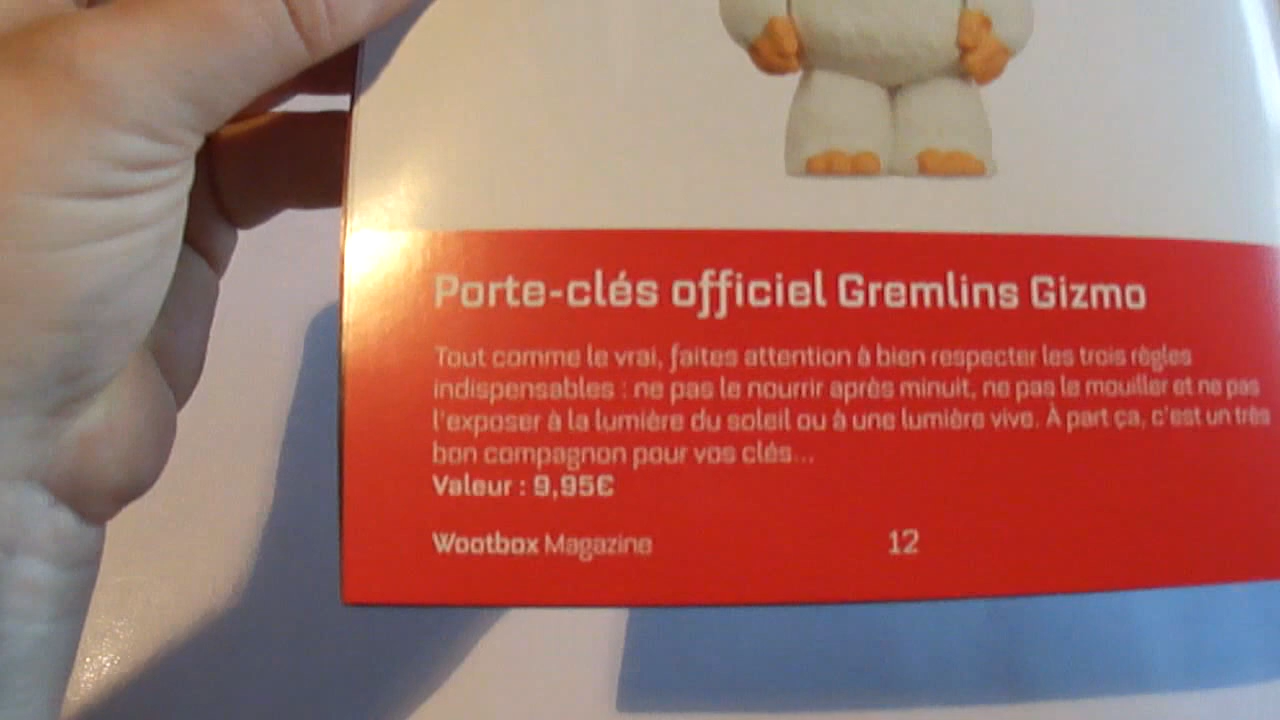 Porte-clés officiel Gremlins Gizmo
Tout comme le vrai, faites attention à bien respecter les trois règles
indispensables : ne pas le nourrir après minuit, ne pas le mouiller et ne pas
l'exposer à la lumière du soleil ou à une lumière vive. À part ça, c'est un très
bon compagnon pour vos clés...
Valeur : 9,95€
Wootbox Magazine 12